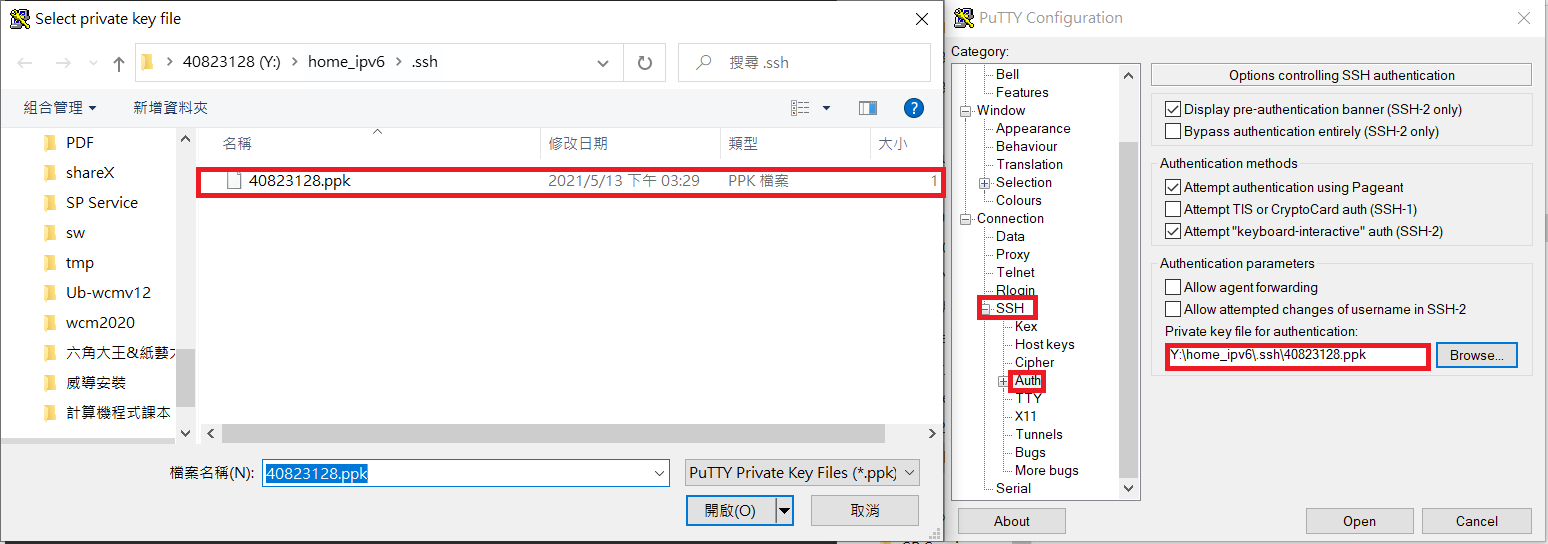 Select private key file
40823128 (Y:) home_ipv6 .ssh
搜尋 .ssh
組合管理 新增資料夾
PDF
shareX
SP Service
sw
tmp
Ub-wcmv12
wcm2020
六角大王&紙藝大
威導安裝
計算機程式課本
名稱 修改日期 類型 大小
40823128.ppk 2021/5/13 下午 03:29 PPK 檔案 1
檔案名稱(N): 40823128.ppk PuTTY Private Key Files (*.ppk)
開啟(O) 取消
PuTTY Configuration
Category:
Bell
Features
Window
Appearance
Behaviour
Translation
Selection
Colours
Connection
Data
Proxy
Telnet
Rlogin
SSH
Kex
Host keys
Cipher
Auth
TTY
X11
Tunnels
Bugs
More bugs
Serial
Options controlling SSH authentication
Display pre-authentication banner (SSH-2 only)
Bypass authentication entirely (SSH-2 only)
Authentication methods
Attempt authentication using Pageant
Attempt TIS or CryptoCard auth (SSH-1)
Attempt "keyboard-interactive" auth (SSH-2)
Authentication parameters
Allow agent forwarding
Allow attempted changes of username in SSH-2
Private key file for authentication:
Y:\home_ipv6\.ssh\40823128.ppk Browse...
About Open Cancel